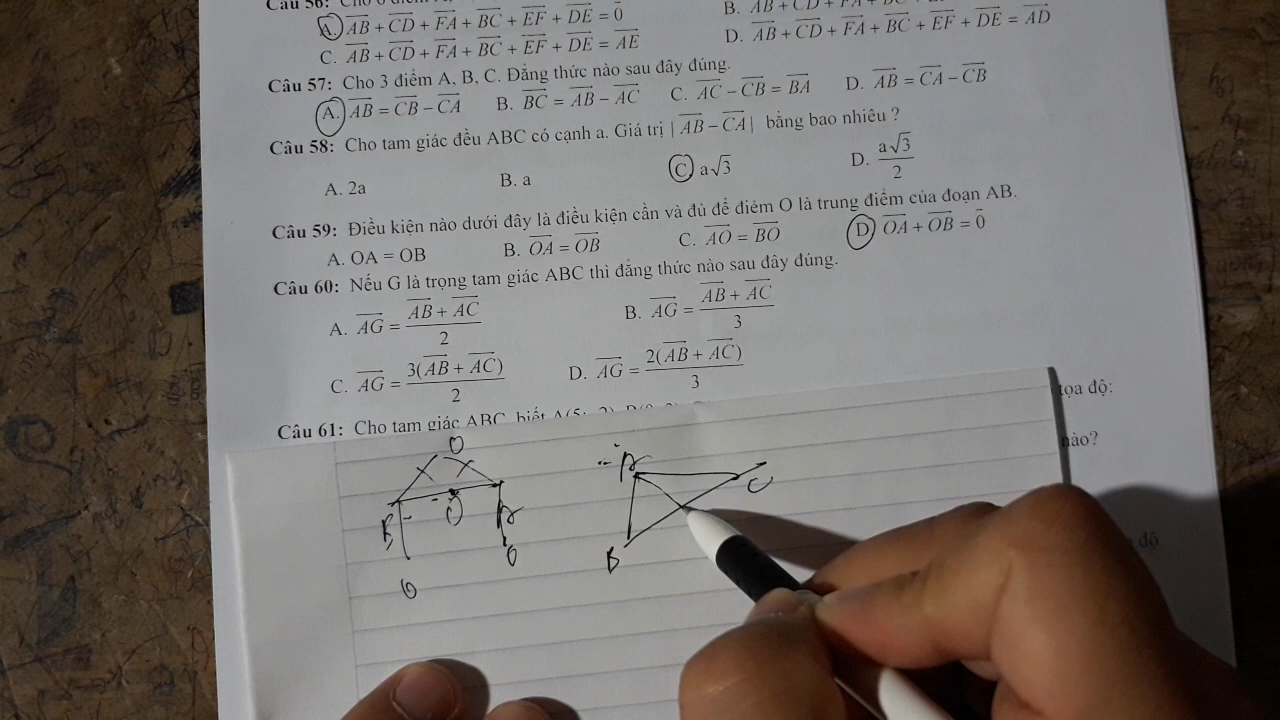 Câu 56: Cho 6 điểm A,
A. AB + CD + FA + BC + EF + DE = 0
B. AB + CD + FA + BC +
C. AB + CD + FA + BC + EF + DE = AE
D. AB + CD + FA + BC + EF + DE = AD
Câu 57: Cho 3 điểm A, B, C. Đẳng thức nào sau đây đúng.
A. AB = CB − CA B. BC = AB − AC C. AC − CB = BA D. AB = CA − CB
Câu 58: Cho tam giác đều ABC có cạnh a. Giá trị | AB − CA | bằng bao nhiêu ?
A. 2a B. a C. a√3 D. a√3/2
Câu 59: Điều kiện nào dưới đây là điều kiện cần và đủ để điểm O là trung điểm của đoạn AB.
A. OA = OB B. OA = OB C. AO = BO D. OA + OB = 0
Câu 60: Nếu G là trọng tam giác ABC thì đẳng thức nào sau đây đúng.
A. AG = (AB + AC)/2 B. AG = (AB + AC)/3
C. AG = 3(AB + AC)/2 D. AG = 2(AB + AC)/3
Câu 61: Cho tam giác ABC biết
tọa độ:
nào?
độ
O
B O A
O O
A C
B